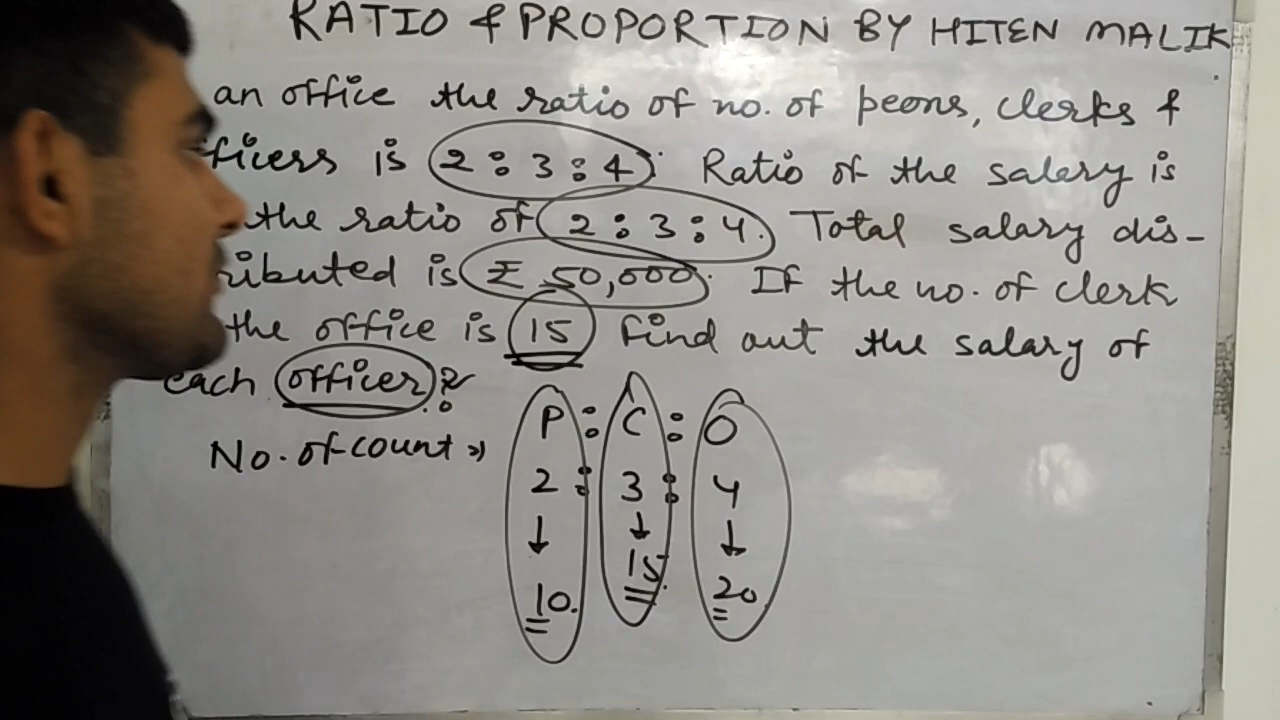 RATIO & PROPORTION BY HITEN MALIK
an office the ratio of no. of peons, clerks &
ficers is 2:3:4. Ratio of the salery is
the ratio of 2:3:4. Total salary dis-
ributed is ₹ 50,000. If the no. of clerk
the office is 15 find out the salary of
each officer?
P : C : O
No. of count ⇒
2 : 3 : 4
↓ ↓ ↓
10. 15. 20.